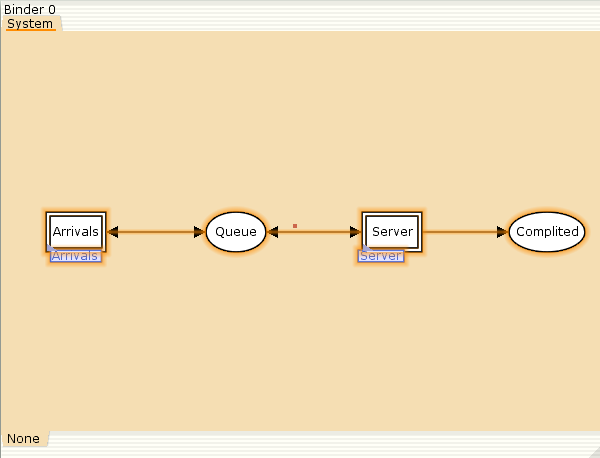 Binder 0
System
Arrivals
Queue
Server
Complited
Arrivals
Server
None